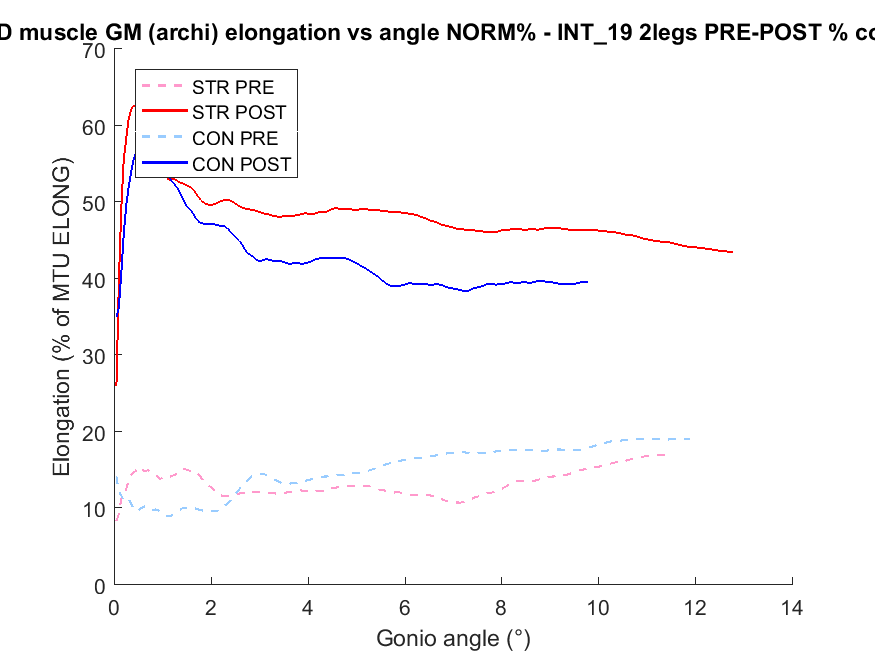 D muscle GM (archi) elongation vs angle NORM% - INT_19 2legs PRE-POST % co
70
60
50
40
30
20
10
0
Elongation (% of MTU ELONG)
STR PRE
STR POST
CON PRE
CON POST
0 2 4 6 8 10 12 14
Gonio angle (°)